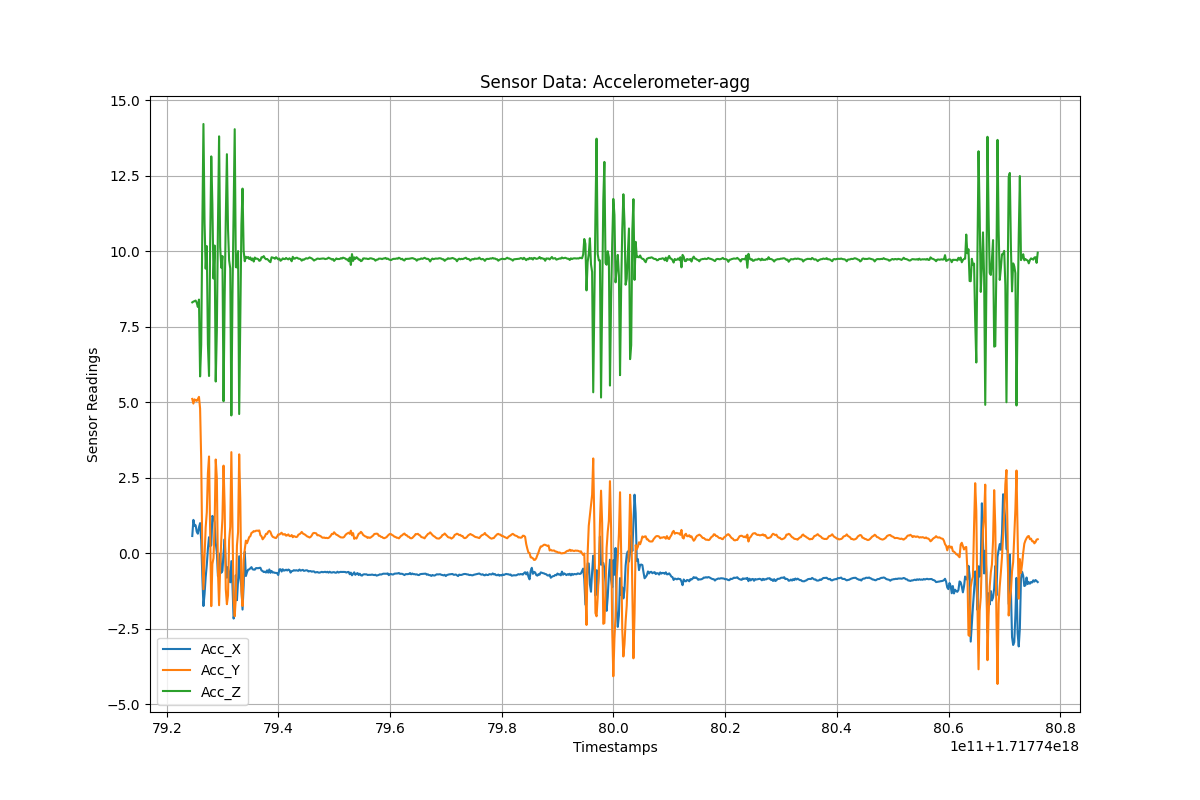 Sensor Data: Accelerometer-agg
15.0
12.5
10.0
7.5
5.0
2.5
0.0
−2.5
−5.0
Sensor Readings
Acc_X
Acc_Y
Acc_Z
79.2 79.4 79.6 79.8 80.0 80.2 80.4 80.6 80.8
Timestamps
1e11+1.71774e18